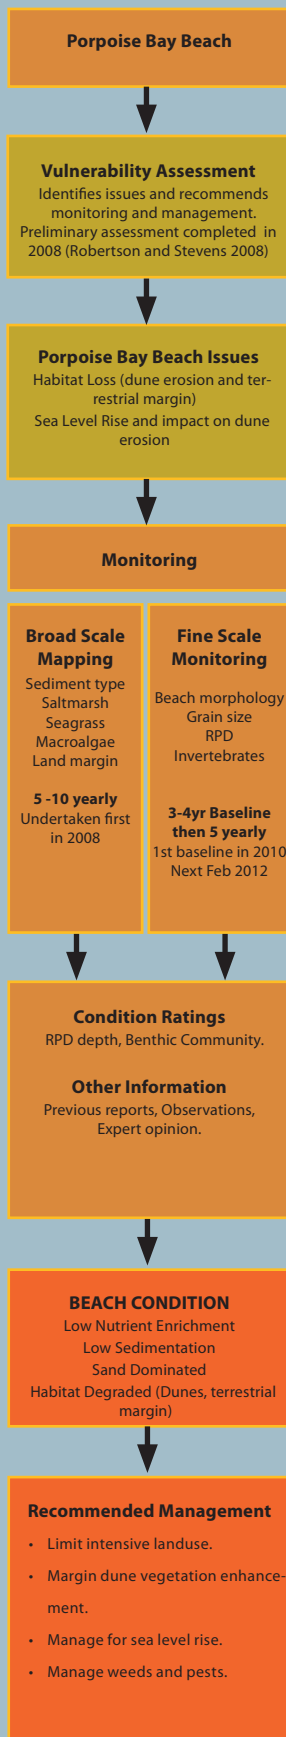 Porpoise Bay Beach
Vulnerability Assessment
Identifies issues and recommends
monitoring and management.
Preliminary assessment completed in
2008 (Robertson and Stevens 2008)
Porpoise Bay Beach Issues
Habitat Loss (dune erosion and ter-
restrial margin)
Sea Level Rise and impact on dune
erosion
Monitoring
Broad Scale
Mapping
Sediment type
Saltmarsh
Seagrass
Macroalgae
Land margin
5 -10 yearly
Undertaken first
in 2008
Fine Scale
Monitoring
Beach morphology
Grain size
RPD
Invertebrates
3-4yr Baseline
then 5 yearly
1st baseline in 2010
Next Feb 2012
Condition Ratings
RPD depth, Benthic Community.
Other Information
Previous reports, Observations,
Expert opinion.
BEACH CONDITION
Low Nutrient Enrichment
Low Sedimentation
Sand Dominated
Habitat Degraded (Dunes, terrestrial
margin)
Recommended Management
• Limit intensive landuse.
• Margin dune vegetation enhance-
ment.
• Manage for sea level rise.
• Manage weeds and pests.